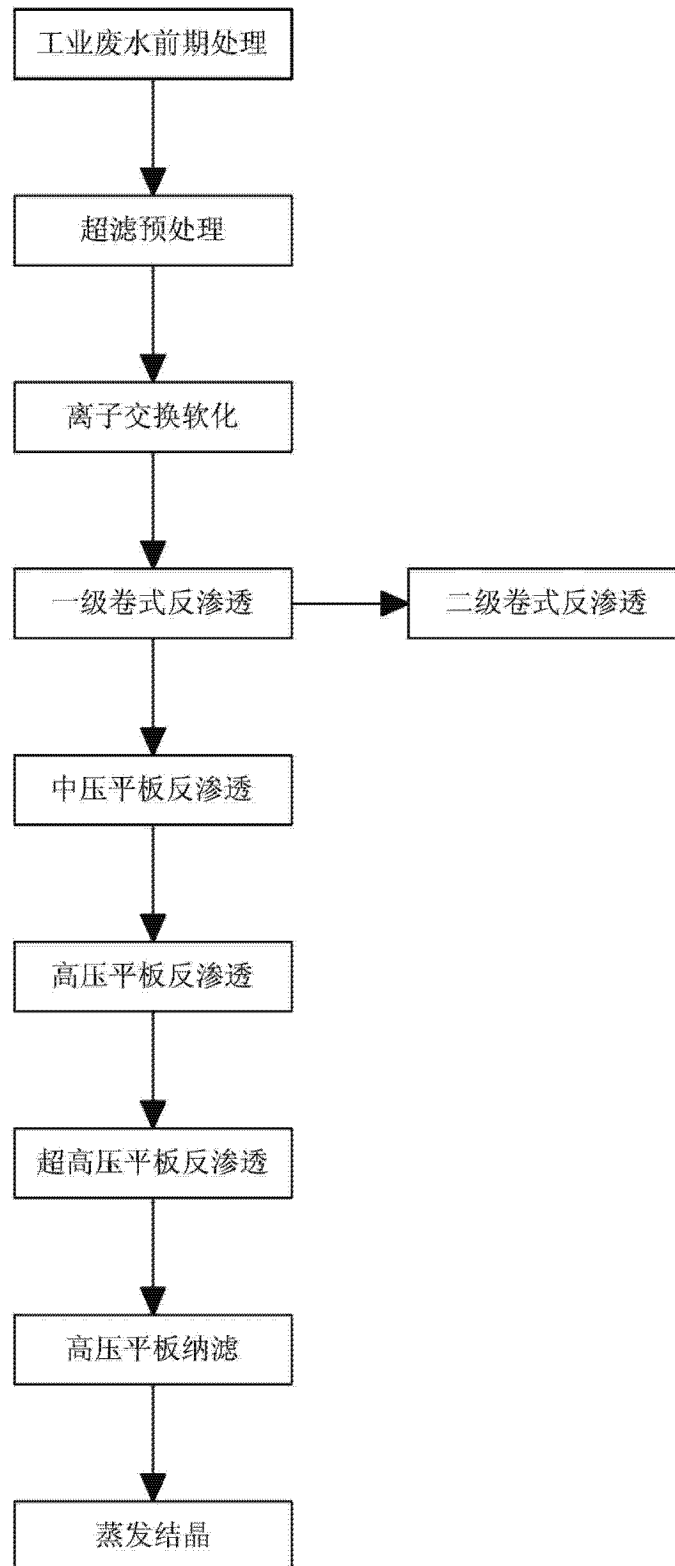 工业废水前期处理
超滤预处理
离子交换软化
一级卷式反渗透
二级卷式反渗透
中压平板反渗透
高压平板反渗透
超高压平板反渗透
高压平板纳滤
蒸发结晶